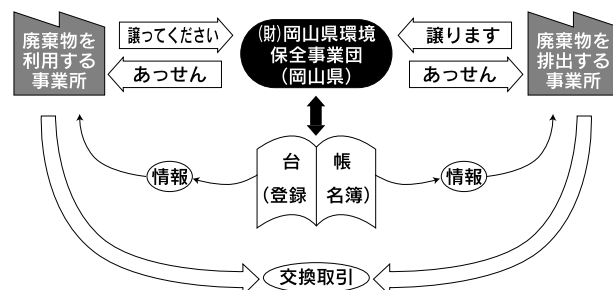 廃棄物を
利用する
事業所
譲ってください
あっせん
(財)岡山県環境
保全事業団
(岡山県)
譲ります
あっせん
廃棄物を
排出する
事業所
台 帳
(登録 名簿)
情報
情報
交換取引